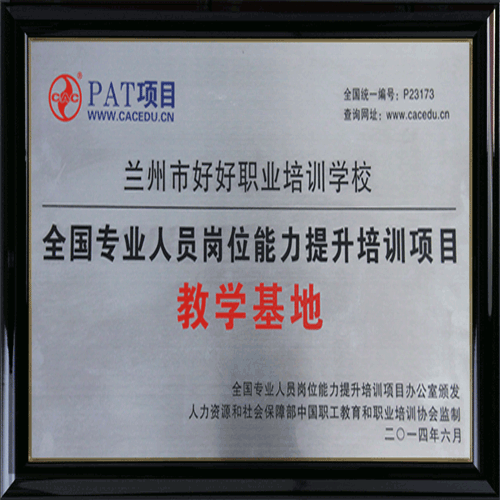 CAC
PAT项目
WWW.CACEDU.CN
全国统一编号：P23173
查询网址：www.cacedu.cn
兰州市好好职业培训学校
全国专业人员岗位能力提升培训项目
教学基地
全国专业人员岗位能力提升培训项目办公室颁发
人力资源和社会保障部中国职工教育和职业培训协会监制
二〇一四年六月